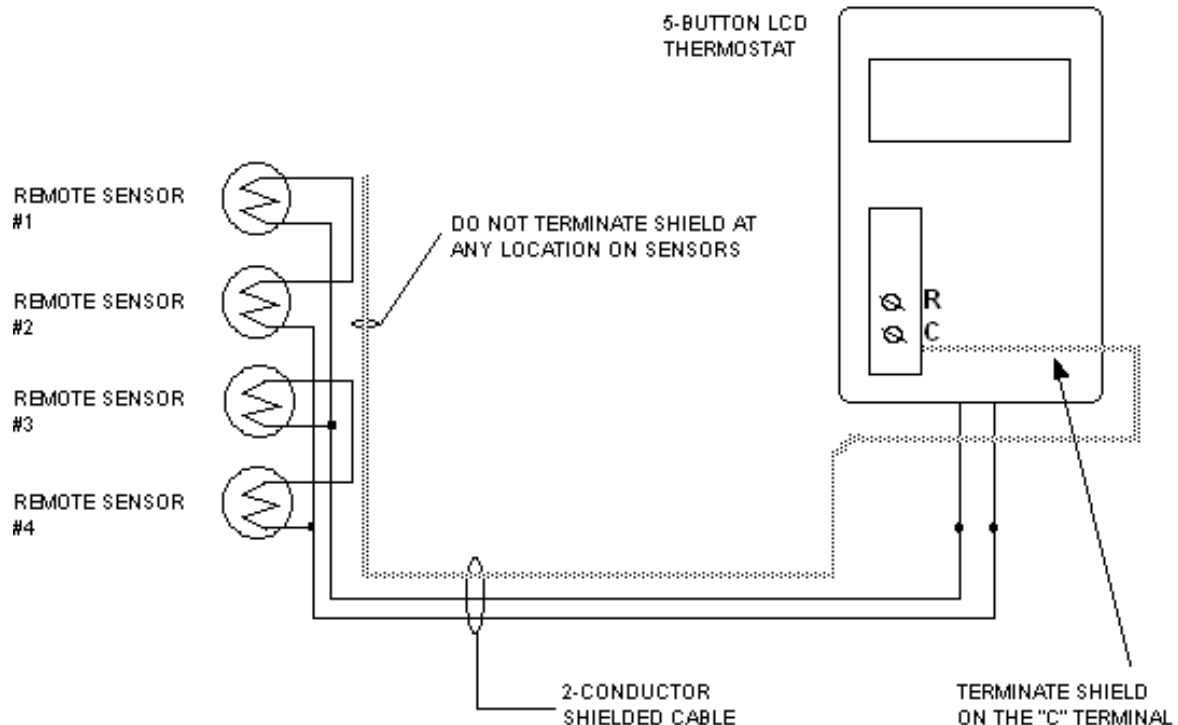 5-BUTTON LCD
THERMOSTAT
REMOTE SENSOR
#1
DO NOT TERMINATE SHIELD AT
ANY LOCATION ON SENSORS
REMOTE SENSOR
#2
R
C
REMOTE SENSOR
#3
REMOTE SENSOR
#4
2-CONDUCTOR
SHIELDED CABLE
TERMINATE SHIELD
ON THE "C" TERMINAL